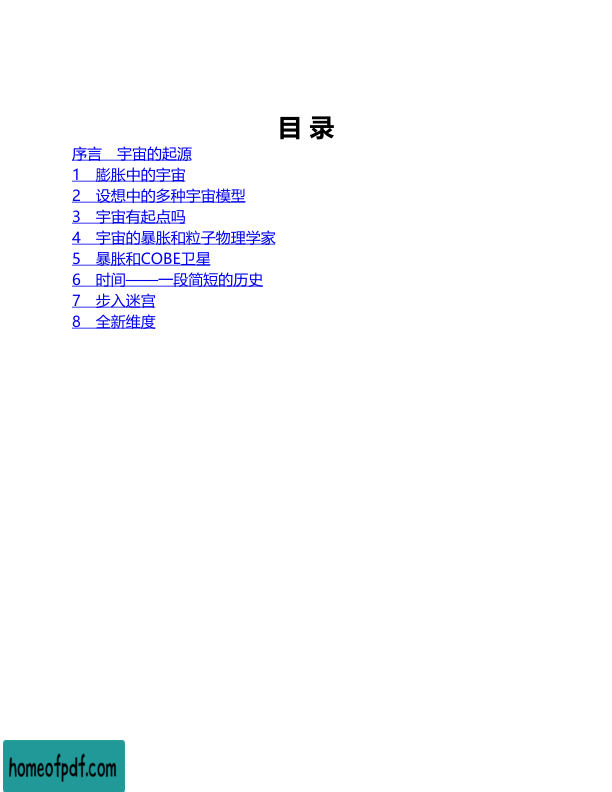 目 录
序言　宇宙的起源
1　膨胀中的宇宙
2　设想中的多种宇宙模型
3　宇宙有起点吗
4　宇宙的暴胀和粒子物理学家
5　暴胀和COBE卫星
6　时间——一段简短的历史
7　步入迷宫
8　全新维度
homeofpdf.com